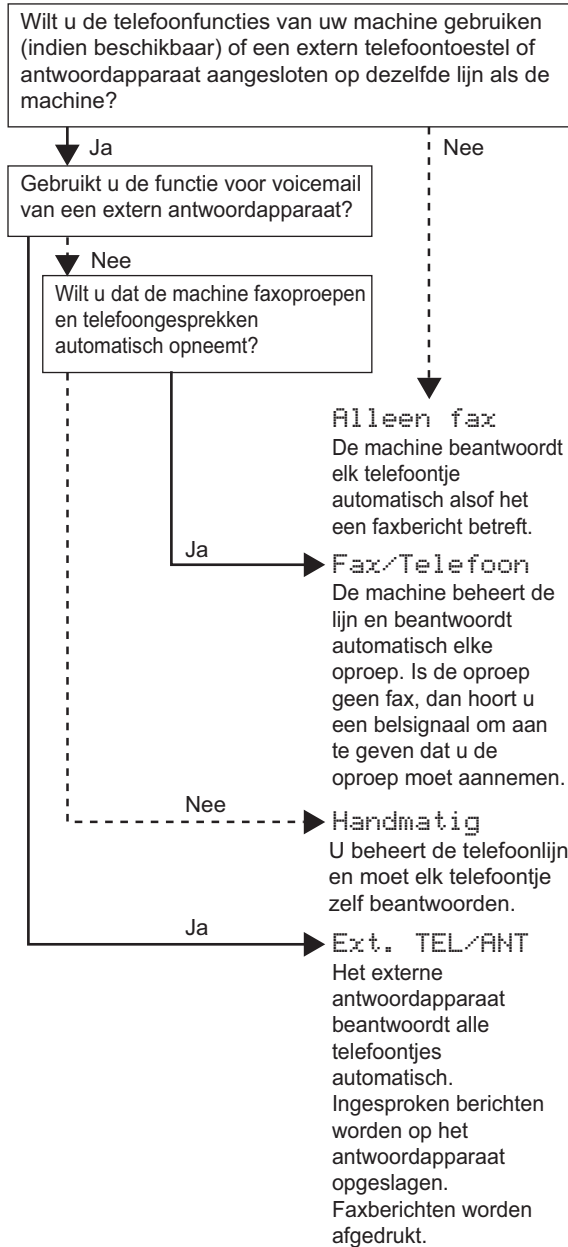 Wilt u de telefoonfuncties van uw machine gebruiken
(indien beschikbaar) of een extern telefoontoestel of
antwoordapparaat aangesloten op dezelfde lijn als de
machine?
Ja
Nee
Gebruikt u de functie voor voicemail
van een extern antwoordapparaat?
Nee
Wilt u dat de machine faxoproepen
en telefoongesprekken
automatisch opneemt?
Alleen fax
De machine beantwoordt
elk telefoontje
automatisch alsof het
een faxbericht betreft.
Ja
Fax/Telefoon
De machine beheert de
lijn en beantwoordt
automatisch elke
oproep. Is de oproep
geen fax, dan hoort u
een belsignaal om aan
te geven dat u de
oproep moet aannemen.
Nee
Handmatig
U beheert de telefoonlijn
en moet elk telefoontje
zelf beantwoorden.
Ja
Ext. TEL/ANT
Het externe
antwoordapparaat
beantwoordt alle
telefoontjes
automatisch.
Ingesproken berichten
worden op het
antwoordapparaat
opgeslagen.
Faxberichten worden
afgedrukt.